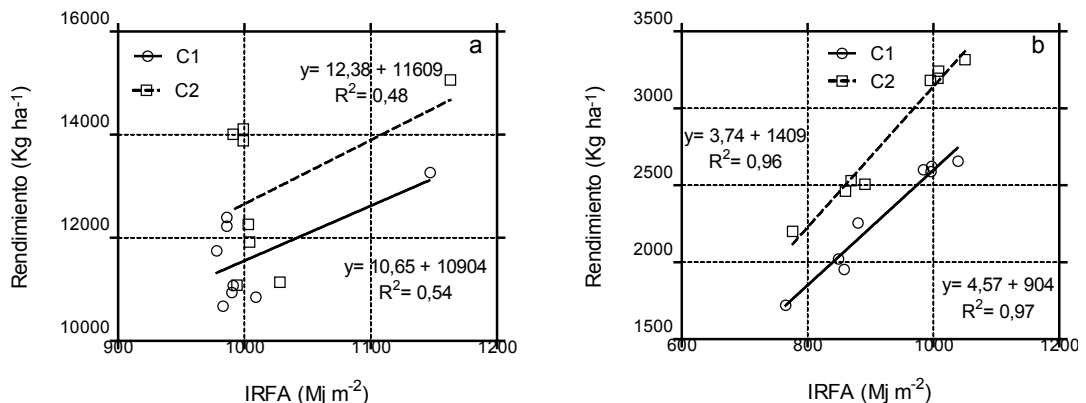 16000
14000
12000
10000
Rendimiento (Kg ha-1)
a
C1
C2
y= 12,38 + 11609
R2= 0,48
y= 10,65 + 10904
R2= 0,54
900
1000
1100
1200
IRFA (Mj m-2)
3500
3000
2500
2000
1500
Rendimiento (Kg ha-1)
b
C1
C2
y= 3,74 + 1409
R2= 0,96
y= 4,57 + 904
R2= 0,97
600
800
1000
1200
IRFA (Mj m-2)